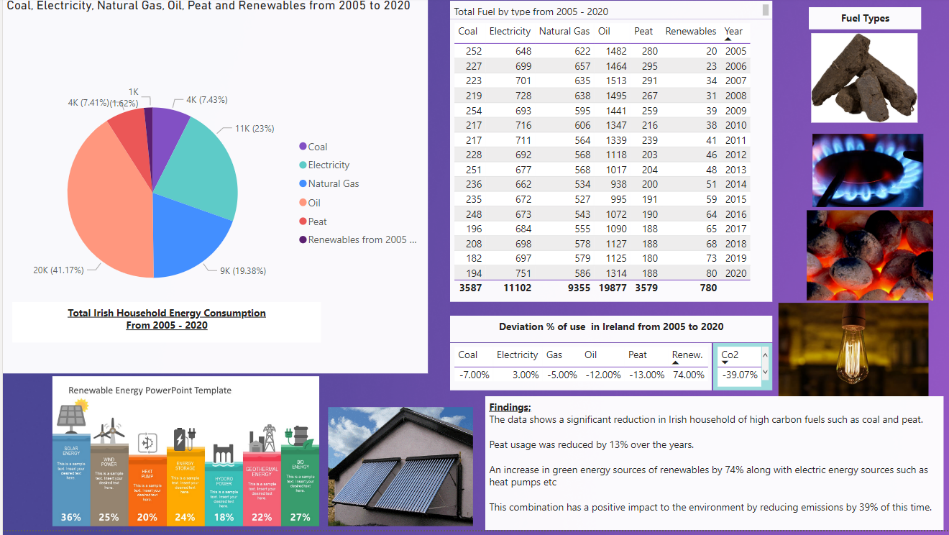 Coal, Electricity, Natural Gas, Oil, Peat and Renewables from 2005 to 2020
1K
4K (7.41%)
(1.62%)
4K (7.43%)
11K (23%)
9K (19.38%)
20K (41.17%)
Coal
Electricity
Natural Gas
Oil
Peat
Renewables from 2005 ...
Total Irish Household Energy Consumption
From 2005 - 2020
Total Fuel by type from 2005 - 2020
Coal Electricity Natural Gas Oil Peat Renewables Year
252 648 622 1482 280 20 2005
227 699 657 1464 295 23 2006
223 701 635 1513 291 34 2007
219 728 638 1495 267 31 2008
254 693 595 1441 259 39 2009
217 716 606 1347 216 38 2010
217 711 564 1339 239 41 2011
228 692 568 1118 203 46 2012
251 677 568 1017 204 48 2013
236 662 534 938 200 51 2014
235 672 527 995 191 59 2015
248 673 543 1072 190 64 2016
196 684 555 1090 188 65 2017
208 698 578 1127 188 68 2018
182 697 579 1125 180 73 2019
194 751 586 1314 188 80 2020
3587 11102 9355 19877 3579 780
Fuel Types
Deviation % of use in Ireland from 2005 to 2020
Coal Electricity Gas Oil Peat Renew. Co2
-7.00% 3.00% -5.00% -12.00% -13.00% 74.00% -39.07%
Renewable Energy PowerPoint Template
SOLAR ENERGY
WIND POWER
HEAT PUMP
ENERGY STORAGE
HYDRO POWER
GEOTHERMAL ENERGY
BIO ENERGY
36% 25% 20% 24% 18% 22% 27%
Findings:
The data shows a significant reduction in Irish household of high carbon fuels such as coal and peat.
Peat usage was reduced by 13% over the years.
An increase in green energy sources of renewables by 74% along with electric energy sources such as
heat pumps etc
This combination has a positive impact to the environment by reducing emissions by 39% of this time.